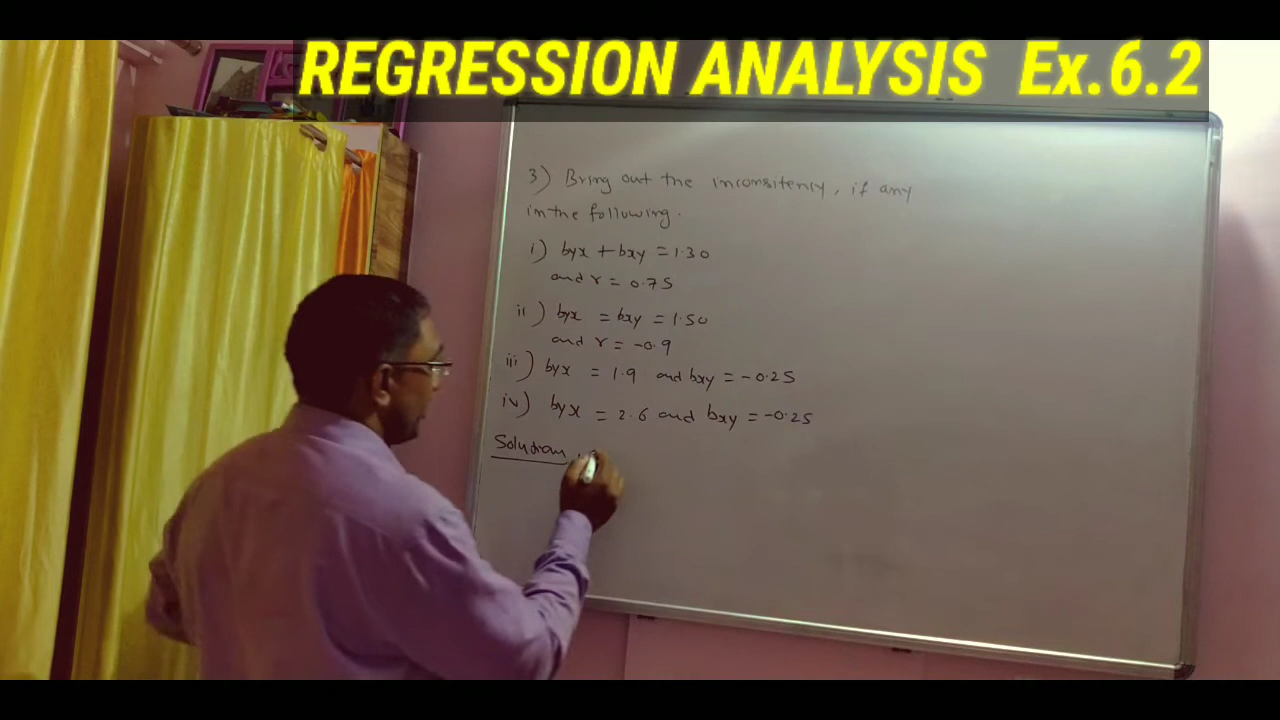 REGRESSION ANALYSIS Ex.6.2
3) Bring out the inconsitency, if any
in the following.
i) byx + bxy = 1.30
and r = 0.75
ii) byx = bxy = 1.50
and r = -0.9
iii) byx = 1.9 and bxy = -0.25
iv) byx = 2.6 and bxy = -0.25
Solution